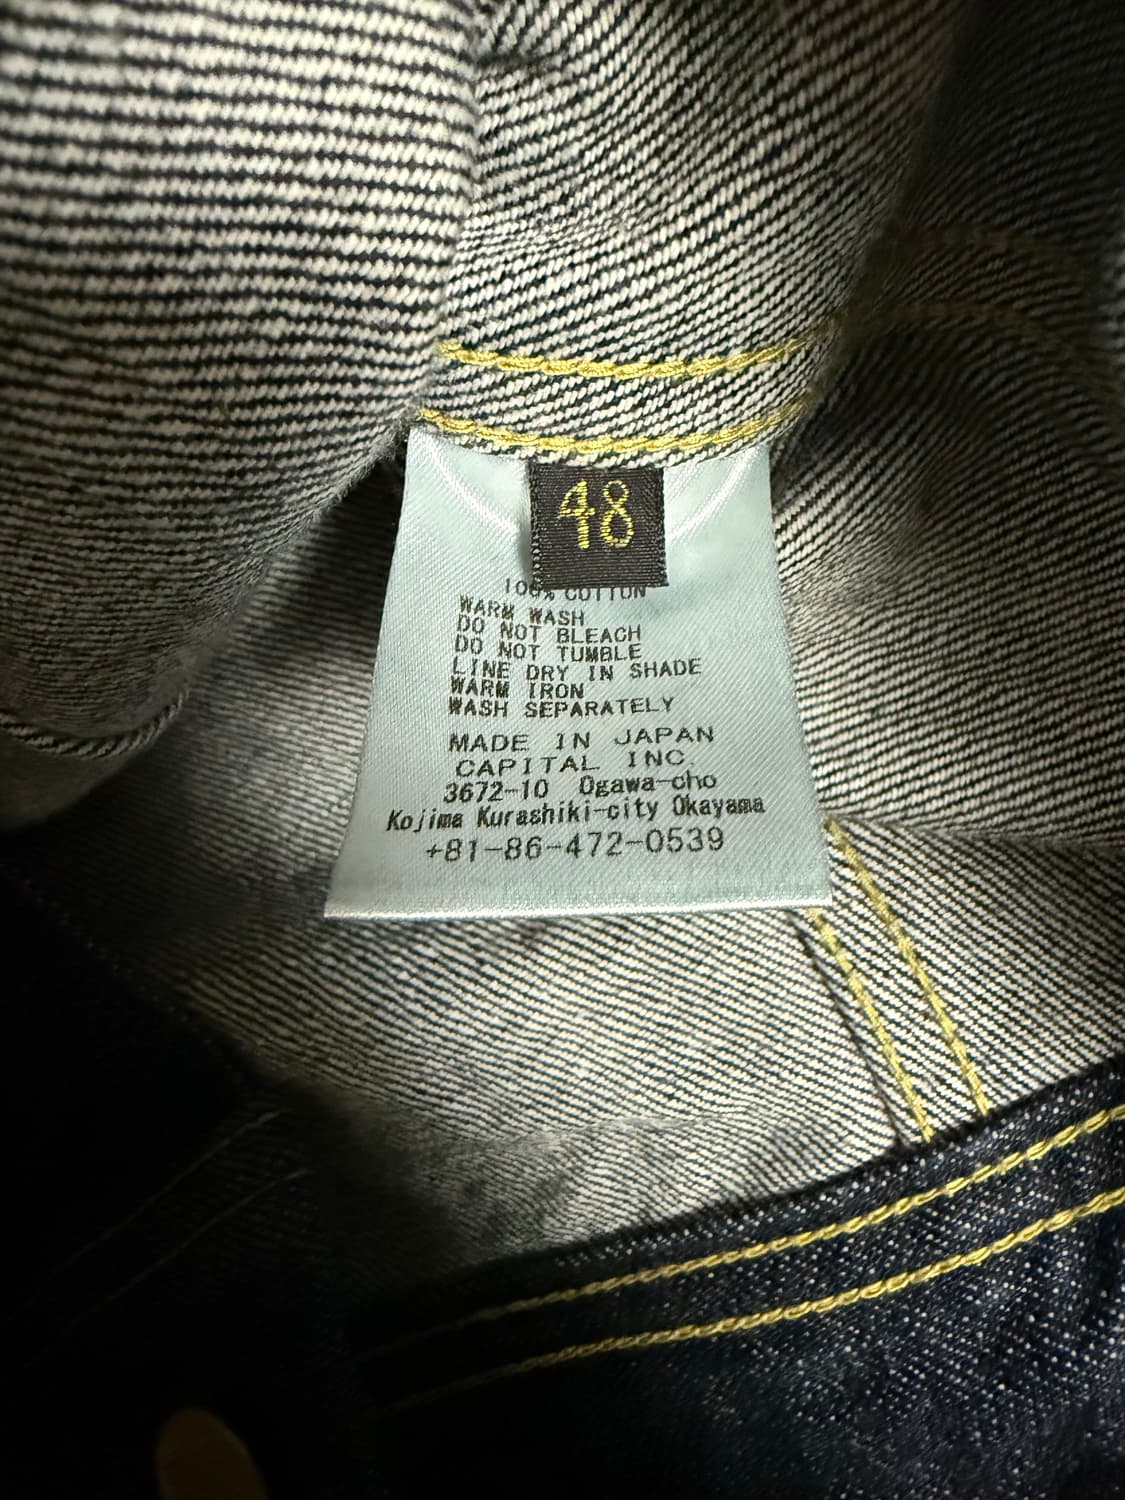 48
100% COTTON
WARM WASH
DO NOT BLEACH
DO NOT TUMBLE
LINE DRY IN SHADE
WARM IRON
WASH SEPARATELY
MADE IN JAPAN
CAPITAL INC.
3672-10 Ogawa-cho
Kojima Kurashiki-city Okayama
+81-86-472-0539